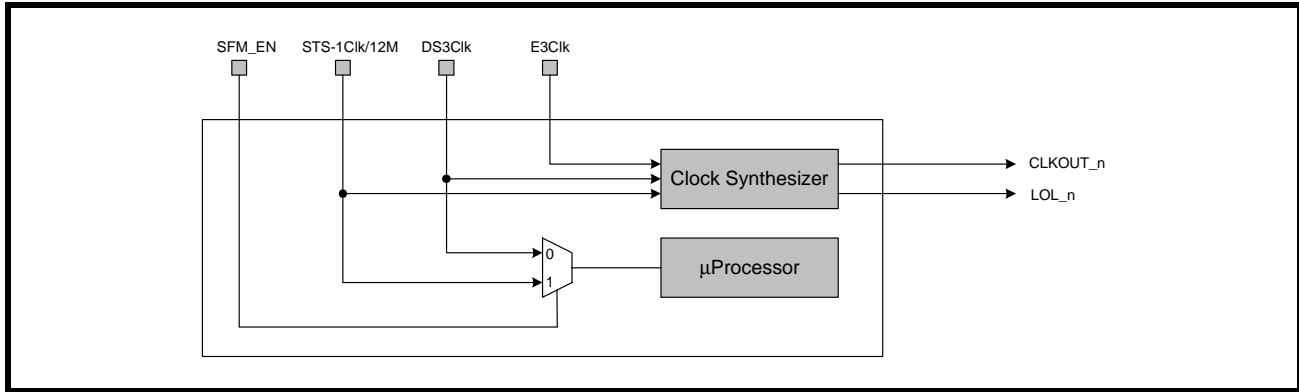 SFM_EN STS-1Clk/12M DS3Clk E3Clk
Clock Synthesizer
CLKOUT_n
LOL_n
0
1
μProcessor